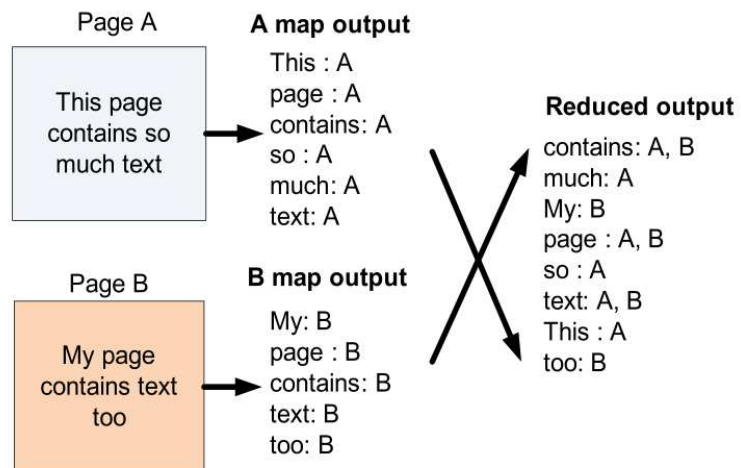 Page A
This page
contains so
much text
A map output
This : A
page : A
contains: A
so : A
much: A
text: A
Page B
My page
contains text
too
B map output
My: B
page : B
contains: B
text: B
too: B
Reduced output
contains: A, B
much: A
My: B
page : A, B
so : A
text: A, B
This : A
too: B